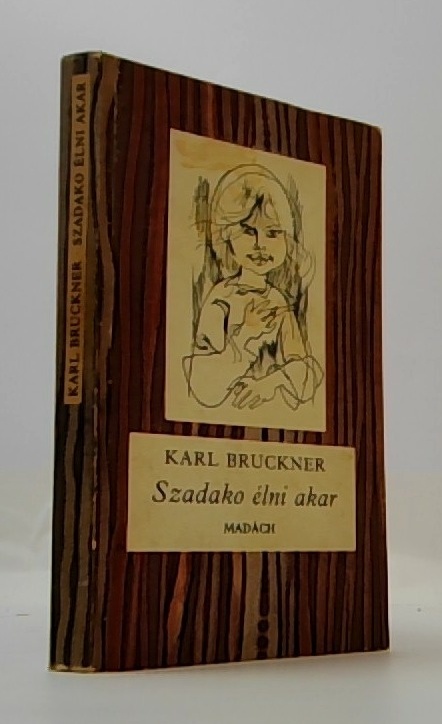 KARL BRUCKNER SZADAKO ÉLNI AKAR
KARL BRUCKNER
Szadako élni akar
MADÁCH